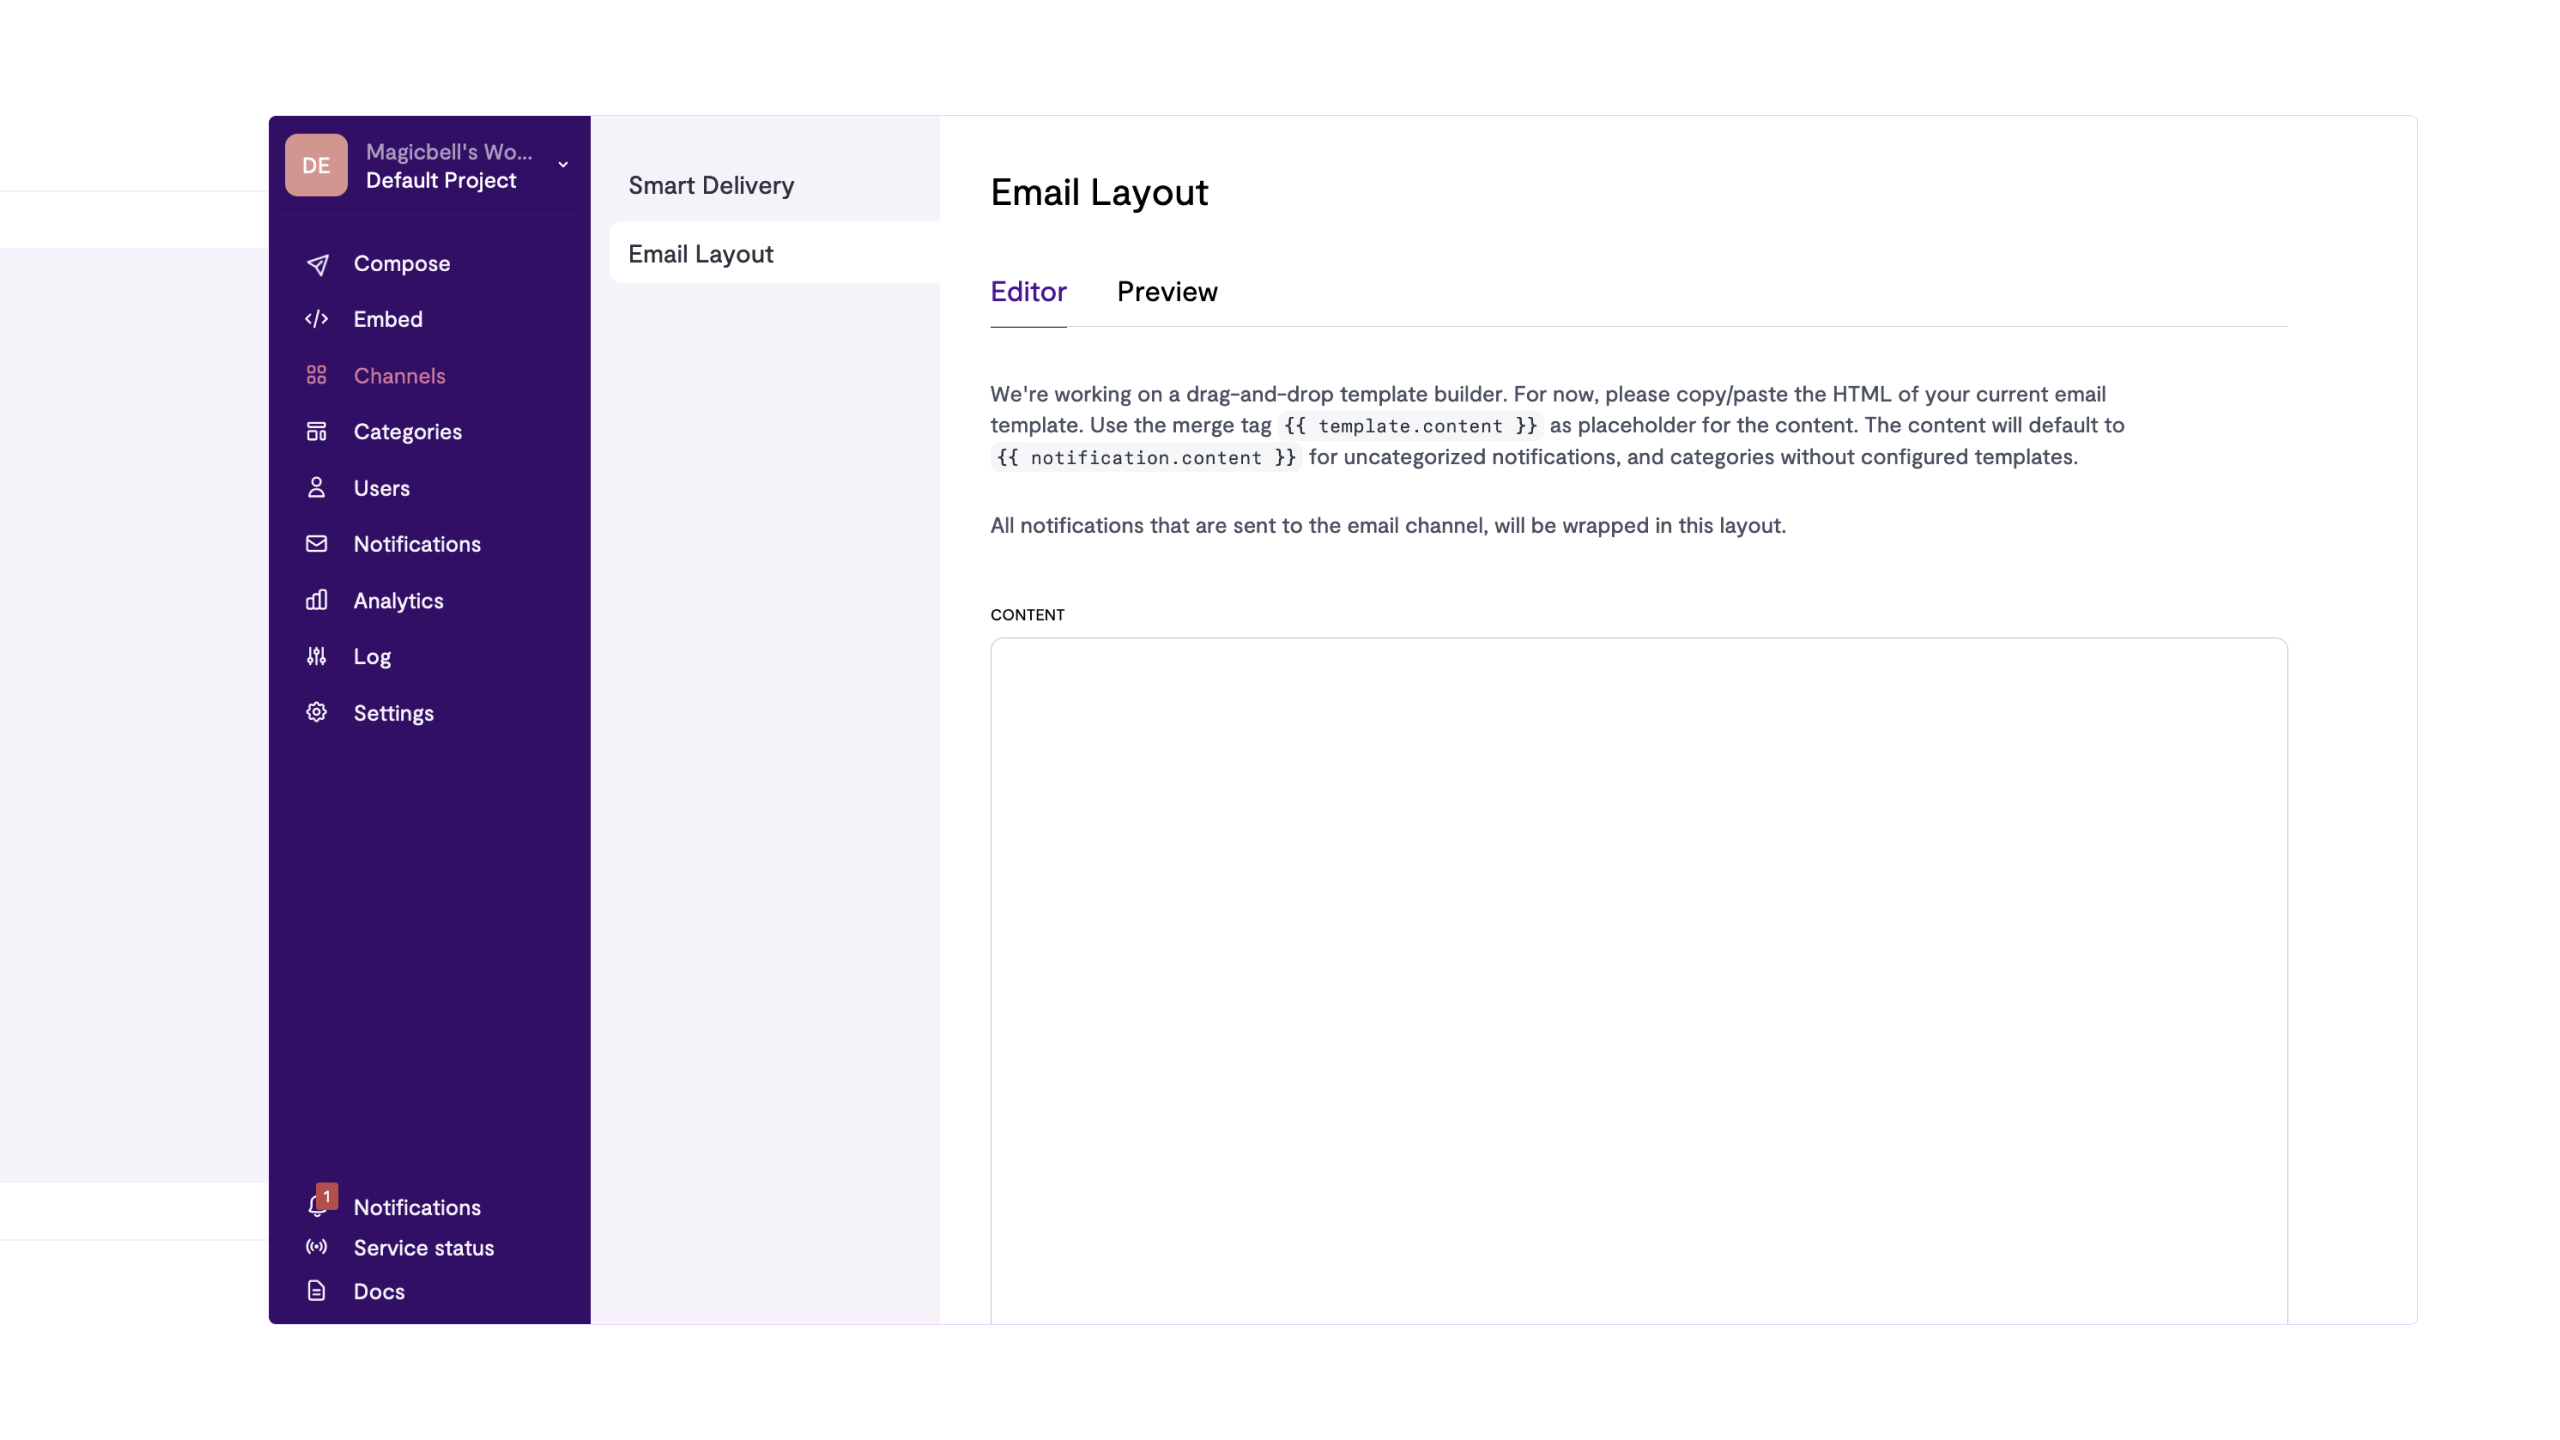 DE
Magicbell's Wo...
Default Project
Compose
Embed
Channels
Categories
Users
Notifications
Analytics
Log
Settings
1
Notifications
Service status
Docs
Smart Delivery
Email Layout
Email Layout
Editor
Preview
We're working on a drag-and-drop template builder. For now, please copy/paste the HTML of your current email
template. Use the merge tag {{ template.content }} as placeholder for the content. The content will default to
{{ notification.content }} for uncategorized notifications, and categories without configured templates.
All notifications that are sent to the email channel, will be wrapped in this layout.
CONTENT